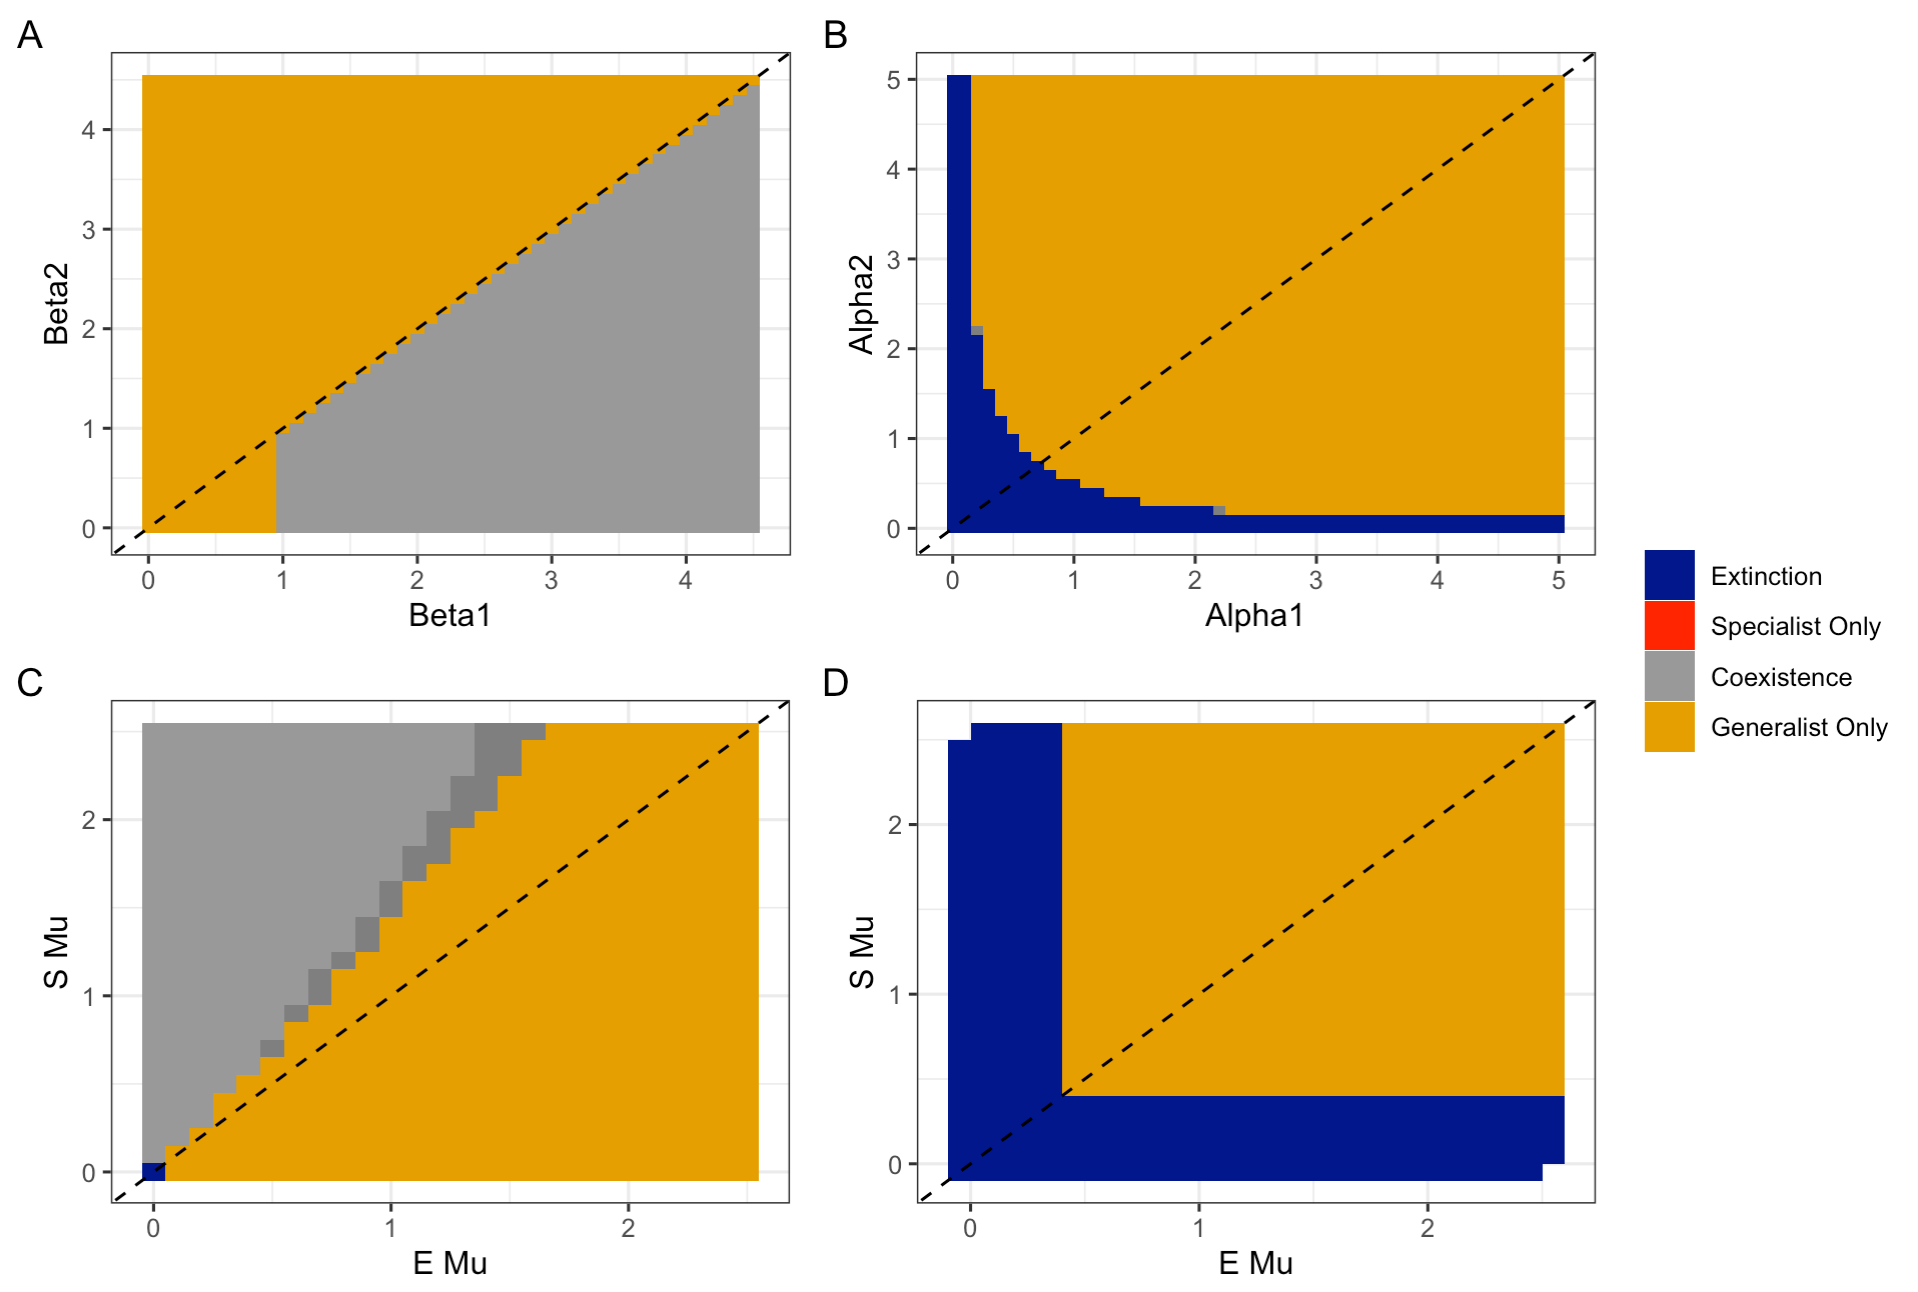 A
Beta2
4
3
2
1
0
0 1 2 3 4
Beta1
B
Alpha2
5
4
3
2
1
0
0 1 2 3 4 5
Alpha1
C
S Mu
2
1
0
0 1 2
E Mu
D
S Mu
2
1
0
0 1 2
E Mu
Extinction
Specialist Only
Coexistence
Generalist Only